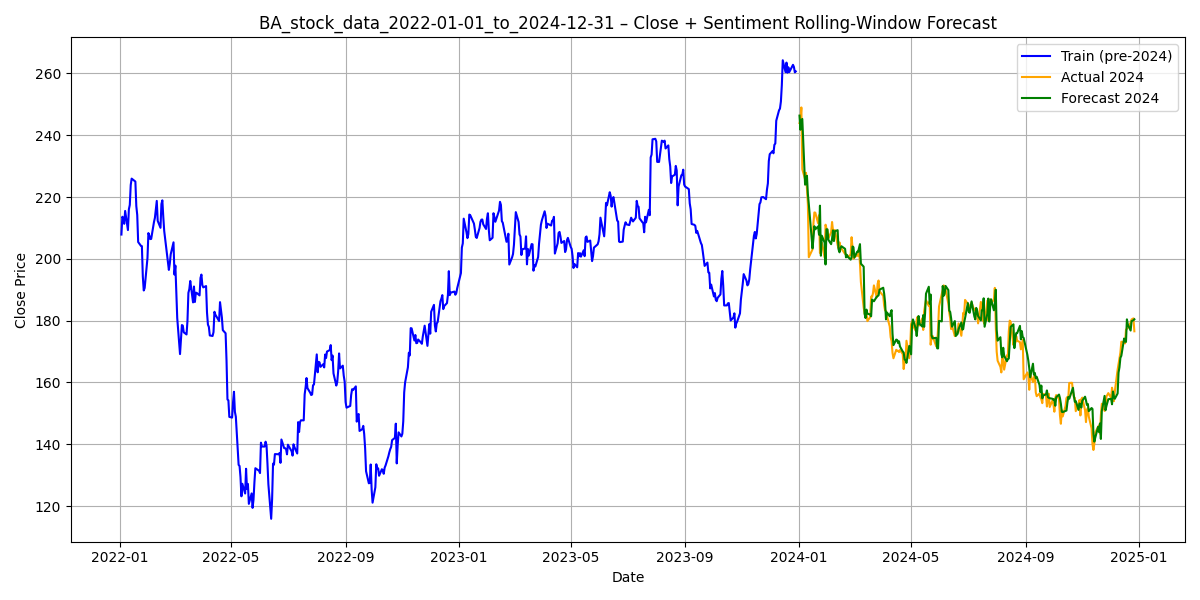 BA_stock_data_2022-01-01_to_2024-12-31 – Close + Sentiment Rolling-Window Forecast
Train (pre-2024)
Actual 2024
Forecast 2024
Close Price
260
240
220
200
180
160
140
120
2022-01 2022-05 2022-09 2023-01 2023-05 2023-09 2024-01 2024-05 2024-09 2025-01
Date